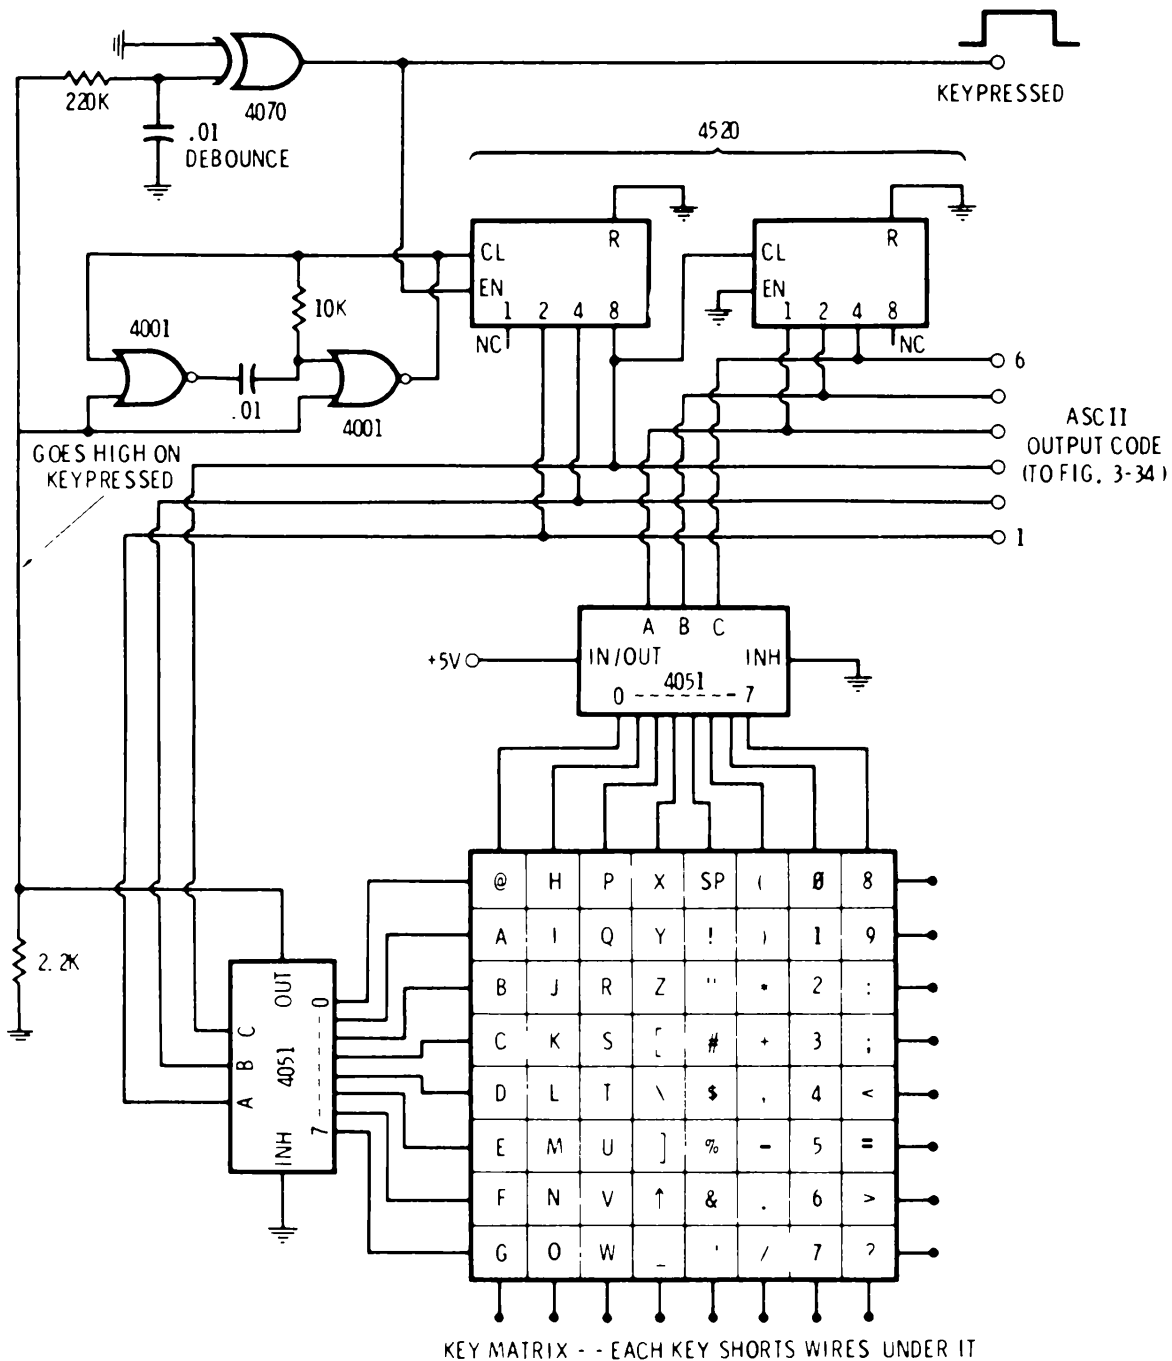 220K
.01
DEBOUNCE
4070
KEYPRESSED
4520
R
CL
EN
1 2 4 8
NC
R
CL
EN
1 2 4 8
NC
10K
4001
.01
4001
GOES HIGH ON
KEYPRESSED
6
ASCII
OUTPUT CODE
(TO FIG. 3-34)
1
A B C
+5V
IN/OUT INH
4051
0 - - - - - - - 7
2.2K
OUT
C
B
A
4051
INH
0 - - - - - 7
@ H P X SP ( 0 8
A I Q Y ! ) 1 9
B J R Z " * 2 :
C K S [ # + 3 ;
D L T \ $ , 4 <
E M U ] % - 5 =
F N V ↑ & . 6 >
G O W _ ' / 7 ?
KEY MATRIX - - EACH KEY SHORTS WIRES UNDER IT